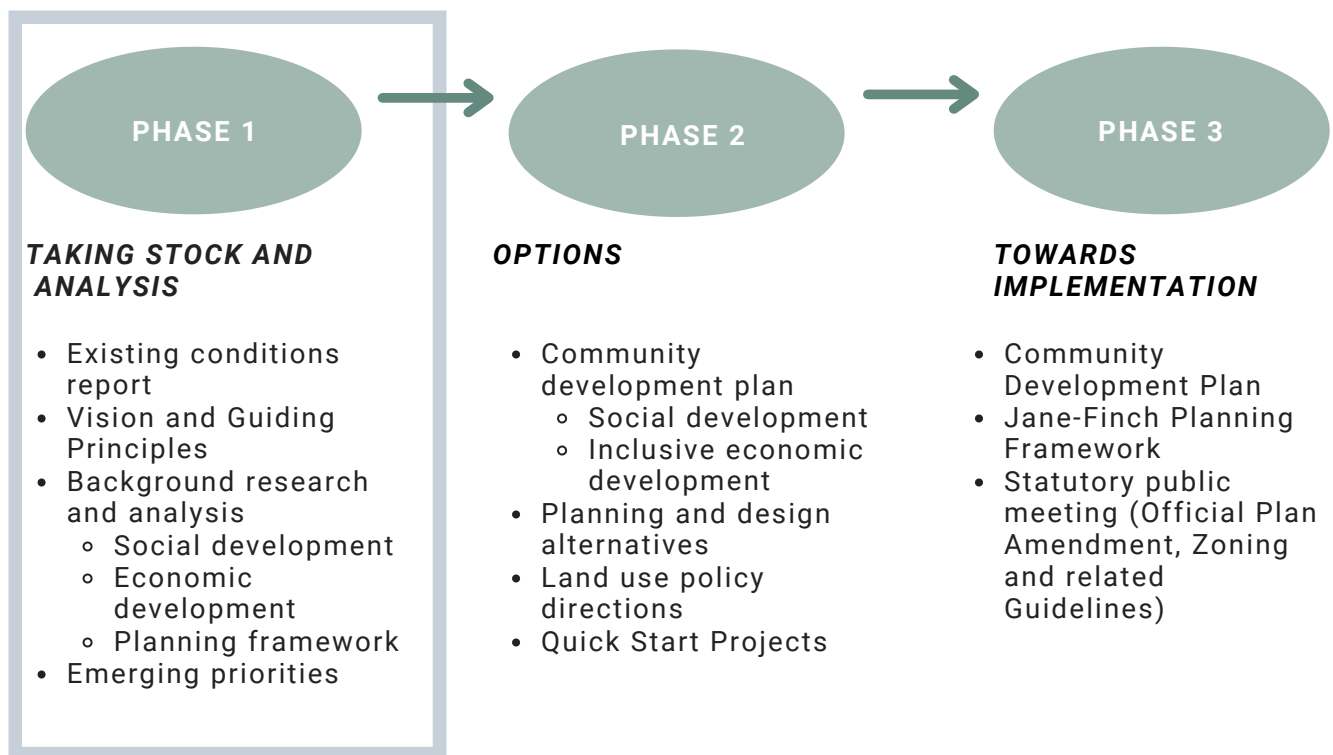 PHASE 1
TAKING STOCK AND
ANALYSIS
• Existing conditions
report
• Vision and Guiding
Principles
• Background research
and analysis
◦ Social development
◦ Economic
development
◦ Planning framework
• Emerging priorities
PHASE 2
OPTIONS
• Community
development plan
◦ Social development
◦ Inclusive economic
development
• Planning and design
alternatives
• Land use policy
directions
• Quick Start Projects
PHASE 3
TOWARDS
IMPLEMENTATION
• Community
Development Plan
• Jane-Finch Planning
Framework
• Statutory public
meeting (Official Plan
Amendment, Zoning
and related
Guidelines)